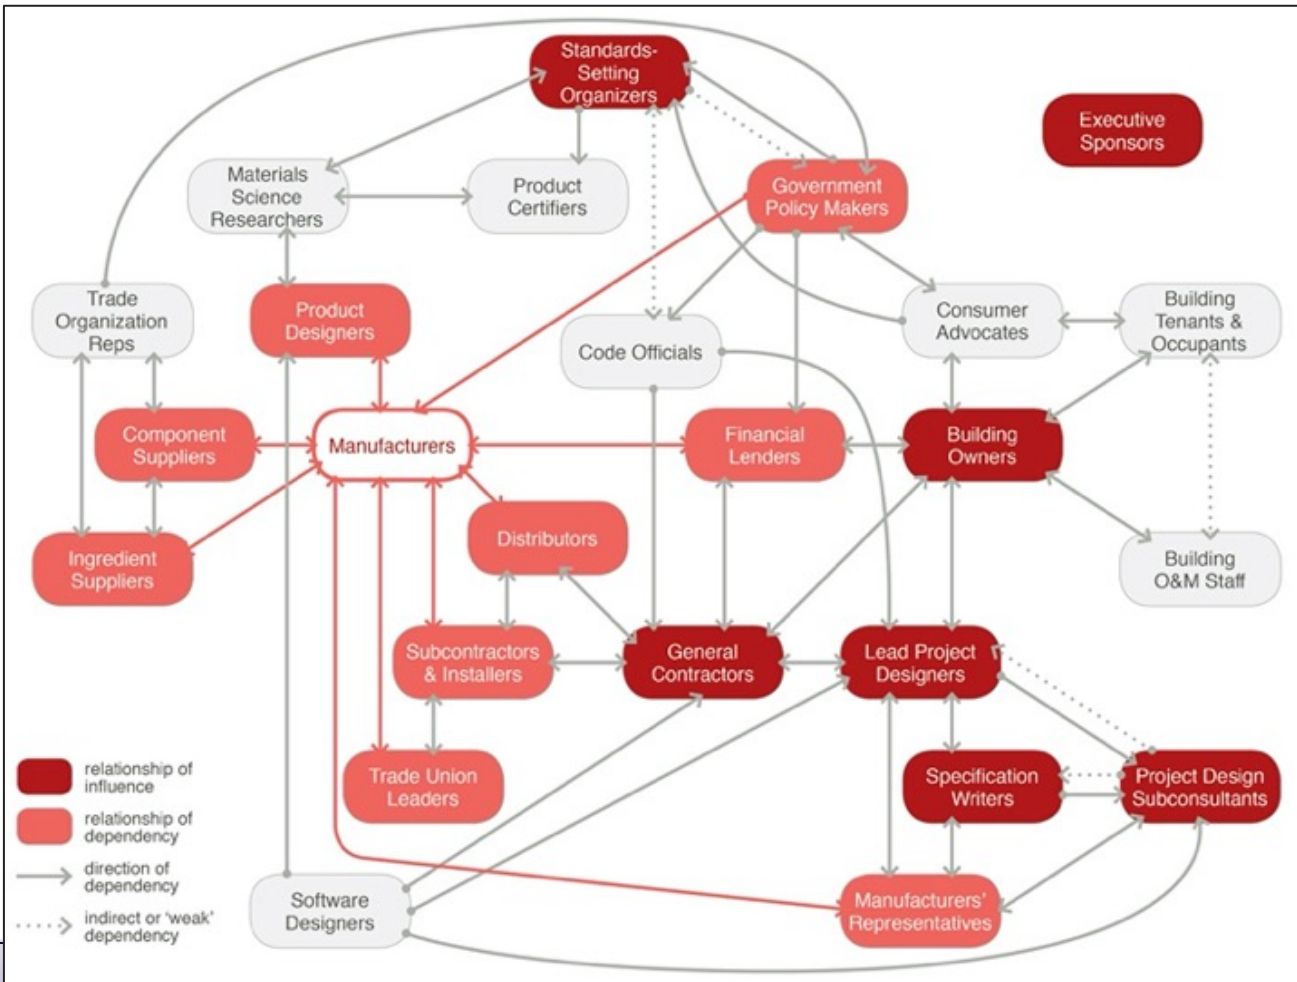 Standards-
Setting
Organizers
Executive
Sponsors
Materials
Science
Researchers
Product
Certifiers
Government
Policy Makers
Trade
Organization
Reps
Product
Designers
Code Officials
Consumer
Advocates
Building
Tenants &
Occupants
Component
Suppliers
Manufacturers
Financial
Lenders
Building
Owners
Ingredient
Suppliers
Distributors
Building
O&M Staff
Subcontractors
& Installers
General
Contractors
Lead Project
Designers
Trade Union
Leaders
Specification
Writers
Project Design
Subconsultants
Software
Designers
Manufacturers'
Representatives
relationship of
influence
relationship of
dependency
direction of
dependency
indirect or 'weak'
dependency